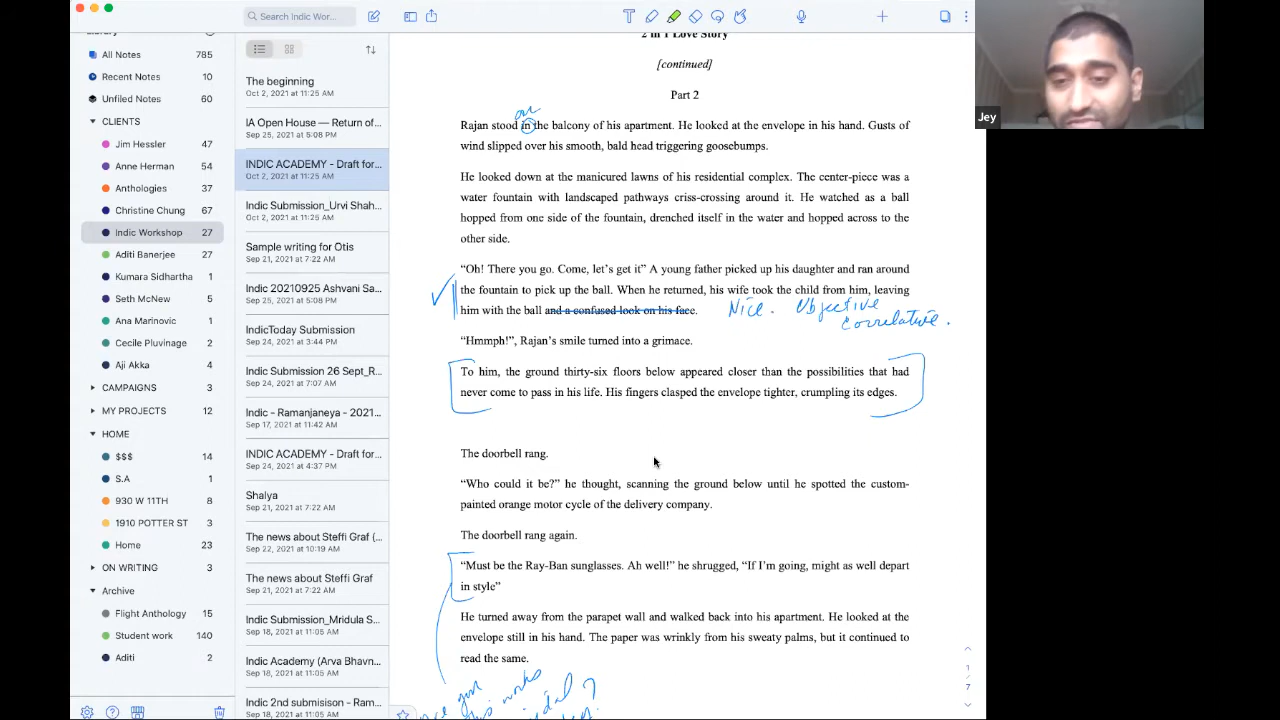 Search Indic Wor...
Library
All Notes 785
Recent Notes 10
Unfiled Notes 60
CLIENTS
Jim Hessler 47
Anne Herman 54
Anthologies 37
Christine Chung 67
Indic Workshop 27
Aditi Banerjee 27
Kumara Sidhartha 1
Seth McNew 5
Ana Marinovic 1
Cecile Pluvinage 2
Aji Akka 4
CAMPAIGNS 3
MY PROJECTS 12
HOME
$$$ 14
S.A 1
930 W 11TH 8
1910 POTTER ST 3
Home 23
ON WRITING 3
Archive
Flight Anthology 15
Student work 140
Aditi 2
The beginning
Oct 2, 2021 at 11:25 AM
IA Open House — Return of...
Sep 25, 2021 at 5:08 PM
INDIC ACADEMY - Draft for...
Oct 2, 2021 at 11:25 AM
Indic Submission_Urvi Shah...
Oct 2, 2021 at 11:25 AM
Sample writing for Otis
Sep 21, 2021 at 7:22 AM
Indic 20210925 Ashvani Sa...
Sep 25, 2021 at 5:08 PM
IndicToday Submission
Sep 24, 2021 at 3:44 PM
Indic Submission 26 Sept_R...
Sep 24, 2021 at 7:07 AM
Indic - Ramanjaneya - 2021...
Sep 17, 2021 at 11:42 AM
INDIC ACADEMY - Draft for...
Sep 24, 2021 at 4:37 PM
Shalya
Sep 21, 2021 at 7:22 AM
The news about Steffi Graf (...
Sep 22, 2021 at 10:19 AM
The news about Steffi Graf
Sep 21, 2021 at 7:22 AM
Indic Submission_Mridula S...
Sep 18, 2021 at 11:05 AM
Indic Academy (Arva Bhavn...
Sep 18, 2021 at 11:05 AM
Indic 2nd submisison - Ram...
Sep 18, 2021 at 11:05 AM
2 in 1 Love Story
[continued]
Part 2
on
Rajan stood in the balcony of his apartment. He looked at the envelope in his hand. Gusts of
wind slipped over his smooth, bald head triggering goosebumps.
He looked down at the manicured lawns of his residential complex. The center-piece was a
water fountain with landscaped pathways criss-crossing around it. He watched as a ball
hopped from one side of the fountain, drenched itself in the water and hopped across to the
other side.
“Oh! There you go. Come, let’s get it” A young father picked up his daughter and ran around
the fountain to pick up the ball. When he returned, his wife took the child from him, leaving
him with the ball and a confused look on his face.
Nice. Objective
Correlative.
“Hmmph!”, Rajan’s smile turned into a grimace.
To him, the ground thirty-six floors below appeared closer than the possibilities that had
never come to pass in his life. His fingers clasped the envelope tighter, crumpling its edges.
The doorbell rang.
“Who could it be?” he thought, scanning the ground below until he spotted the custom-
painted orange motor cycle of the delivery company.
The doorbell rang again.
“Must be the Ray-Ban sunglasses. Ah well!” he shrugged, “If I’m going, might as well depart
in style”
He turned away from the parapet wall and walked back into his apartment. He looked at the
envelope still in his hand. The paper was wrinkly from his sweaty palms, but it continued to
read the same.
you
works
?
1
/
7
Jey